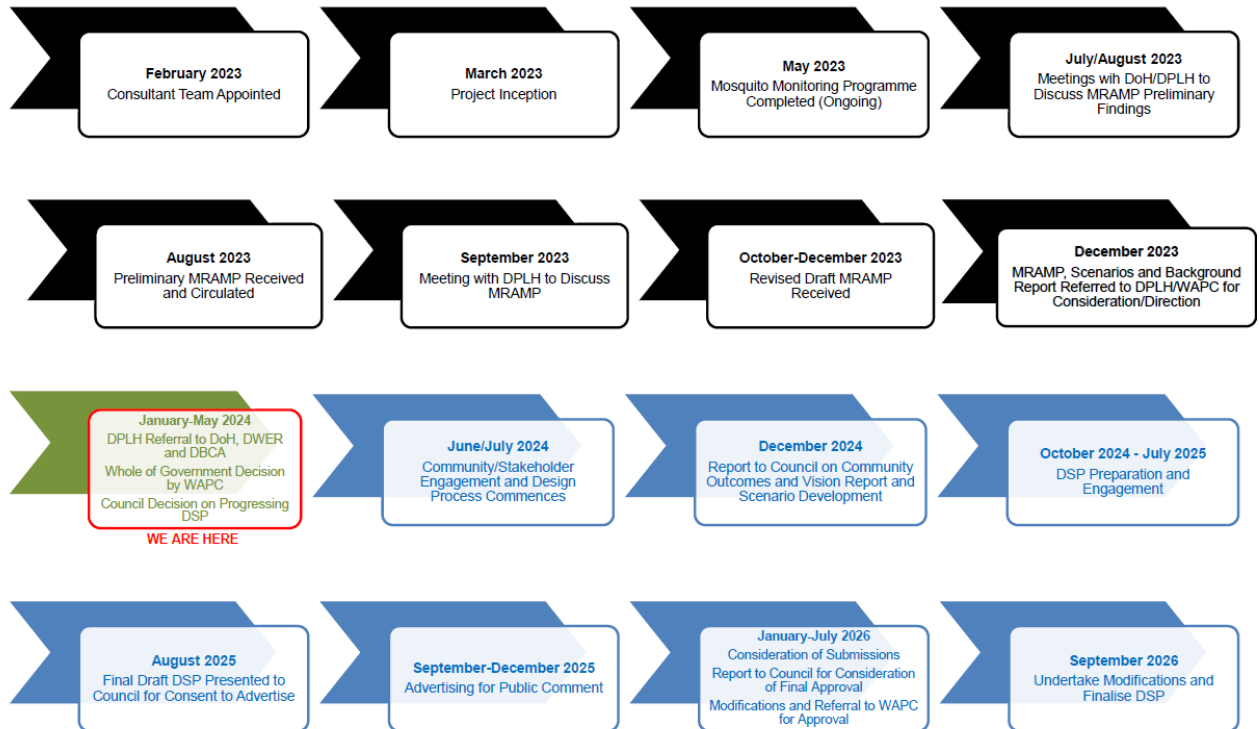 February 2023
Consultant Team Appointed
March 2023
Project Inception
May 2023
Mosquito Monitoring Programme
Completed (Ongoing)
July/August 2023
Meetings wih DoH/DPLH to
Discuss MRAMP Preliminary
Findings
August 2023
Preliminary MRAMP Received
and Circulated
September 2023
Meeting with DPLH to Discuss
MRAMP
October-December 2023
Revised Draft MRAMP
Received
December 2023
MRAMP, Scenarios and Background
Report Referred to DPLH/WAPC for
Consideration/Direction
January-May 2024
DPLH Referral to DoH, DWER
and DBCA
Whole of Government Decision
by WAPC
Council Decision on Progressing
DSP
WE ARE HERE
June/July 2024
Community/Stakeholder
Engagement and Design
Process Commences
December 2024
Report to Council on Community
Outcomes and Vision Report and
Scenario Development
October 2024 - July 2025
DSP Preparation and
Engagement
August 2025
Final Draft DSP Presented to
Council for Consent to Advertise
September-December 2025
Advertising for Public Comment
January-July 2026
Consideration of Submissions
Report to Council for Consideration
of Final Approval
Modifications and Referral to WAPC
for Approval
September 2026
Undertake Modifications and
Finalise DSP